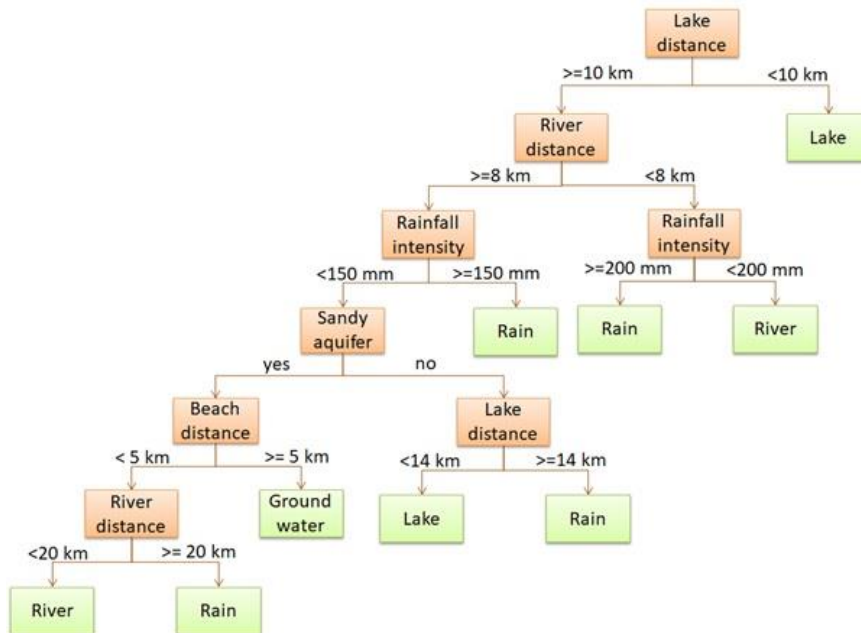 Lake
distance
>=10 km
<10 km
River
distance
Lake
>=8 km
<8 km
Rainfall
intensity
Rainfall
intensity
<150 mm
>=150 mm
>=200 mm
<200 mm
Sandy
aquifer
Rain
Rain
River
yes
no
Beach
distance
Lake
distance
< 5 km
>= 5 km
<14 km
>=14 km
River
distance
Ground
water
Lake
Rain
<20 km
>= 20 km
River
Rain